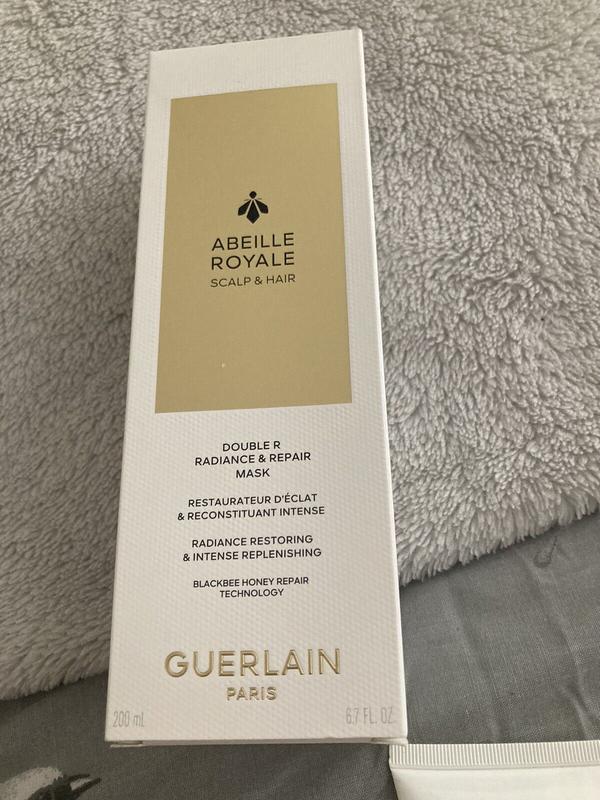 ABEILLE
ROYALE
SCALP & HAIR
DOUBLE R
RADIANCE & REPAIR
MASK
RESTAURATEUR D'ÉCLAT
& RECONSTITUANT INTENSE
RADIANCE RESTORING
& INTENSE REPLENISHING
BLACKBEE HONEY REPAIR
TECHNOLOGY
GUERLAIN
PARIS
200 mL 6.7 FL. OZ.